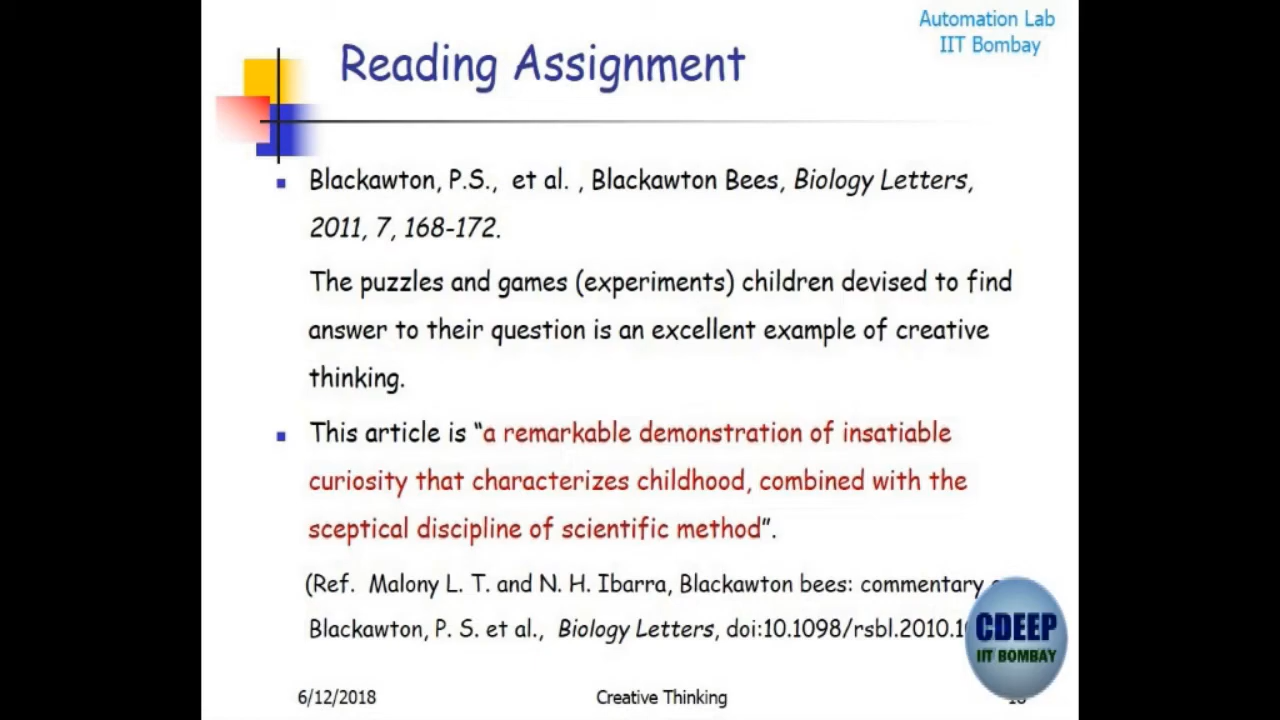 Automation Lab
IIT Bombay
Reading Assignment
Blackawton, P.S., et al. , Blackawton Bees, Biology Letters,
2011, 7, 168-172.
The puzzles and games (experiments) children devised to find
answer to their question is an excellent example of creative
thinking.
This article is “a remarkable demonstration of insatiable
curiosity that characterizes childhood, combined with the
sceptical discipline of scientific method”.
(Ref. Malony L. T. and N. H. Ibarra, Blackawton bees: commentary
Blackawton, P. S. et al., Biology Letters, doi:10.1098/rsbl.2010.1
CDEEP
IIT BOMBAY
6/12/2018
Creative Thinking